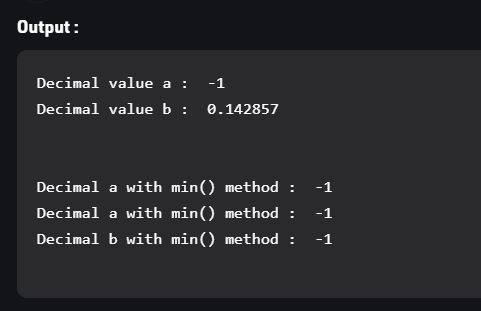 Output :
Decimal value a :  -1
Decimal value b :  0.142857
Decimal a with min() method :  -1
Decimal a with min() method :  -1
Decimal b with min() method :  -1